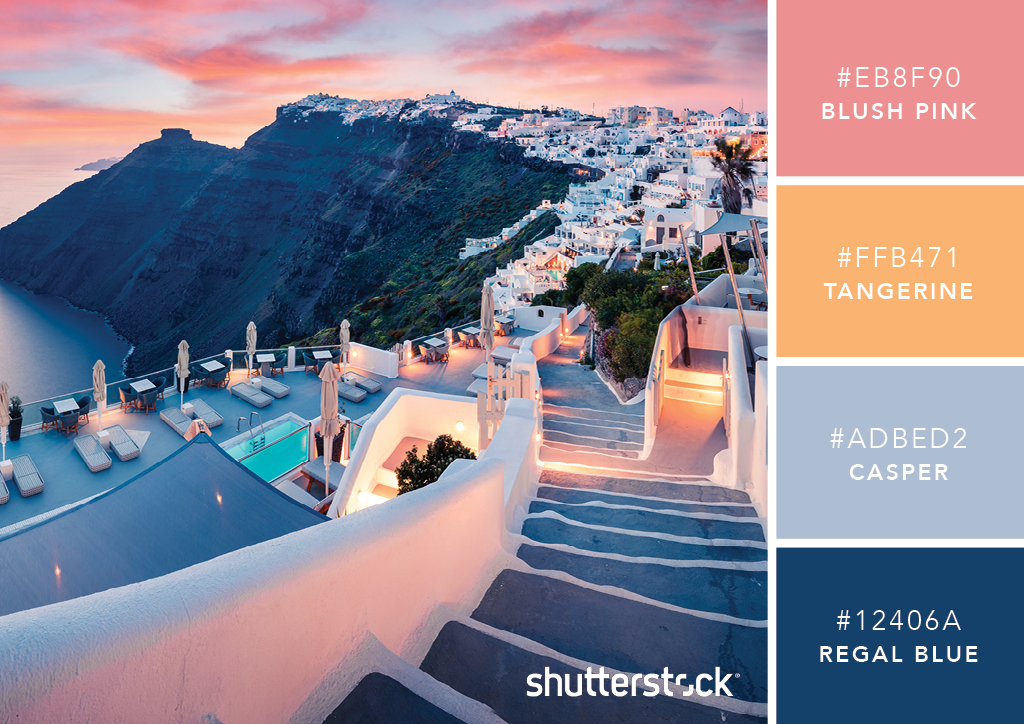 #EB8F90
BLUSH PINK
#FFB471
TANGERINE
#ADBED2
CASPER
#12406A
REGAL BLUE
shutterstock®